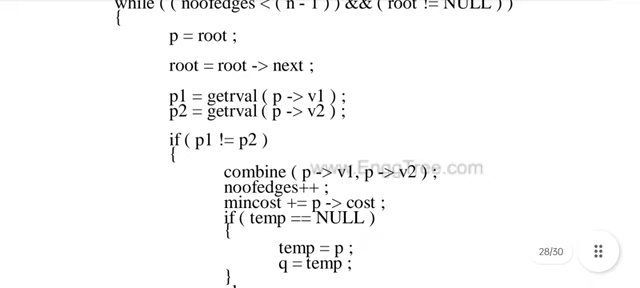 while ( ( noofedges < ( n - 1 ) ) && ( root != NULL ) )
{
p = root ;
root = root -> next ;
p1 = getrval ( p -> v1 ) ;
p2 = getrval ( p -> v2 ) ;
if ( p1 != p2 )
{
combine ( p -> v1, p -> v2 ) ;
www.EnggTree.com
noofedges++ ;
mincost += p -> cost ;
if ( temp == NULL )
{
temp = p ;
28/30
q = temp ;
}